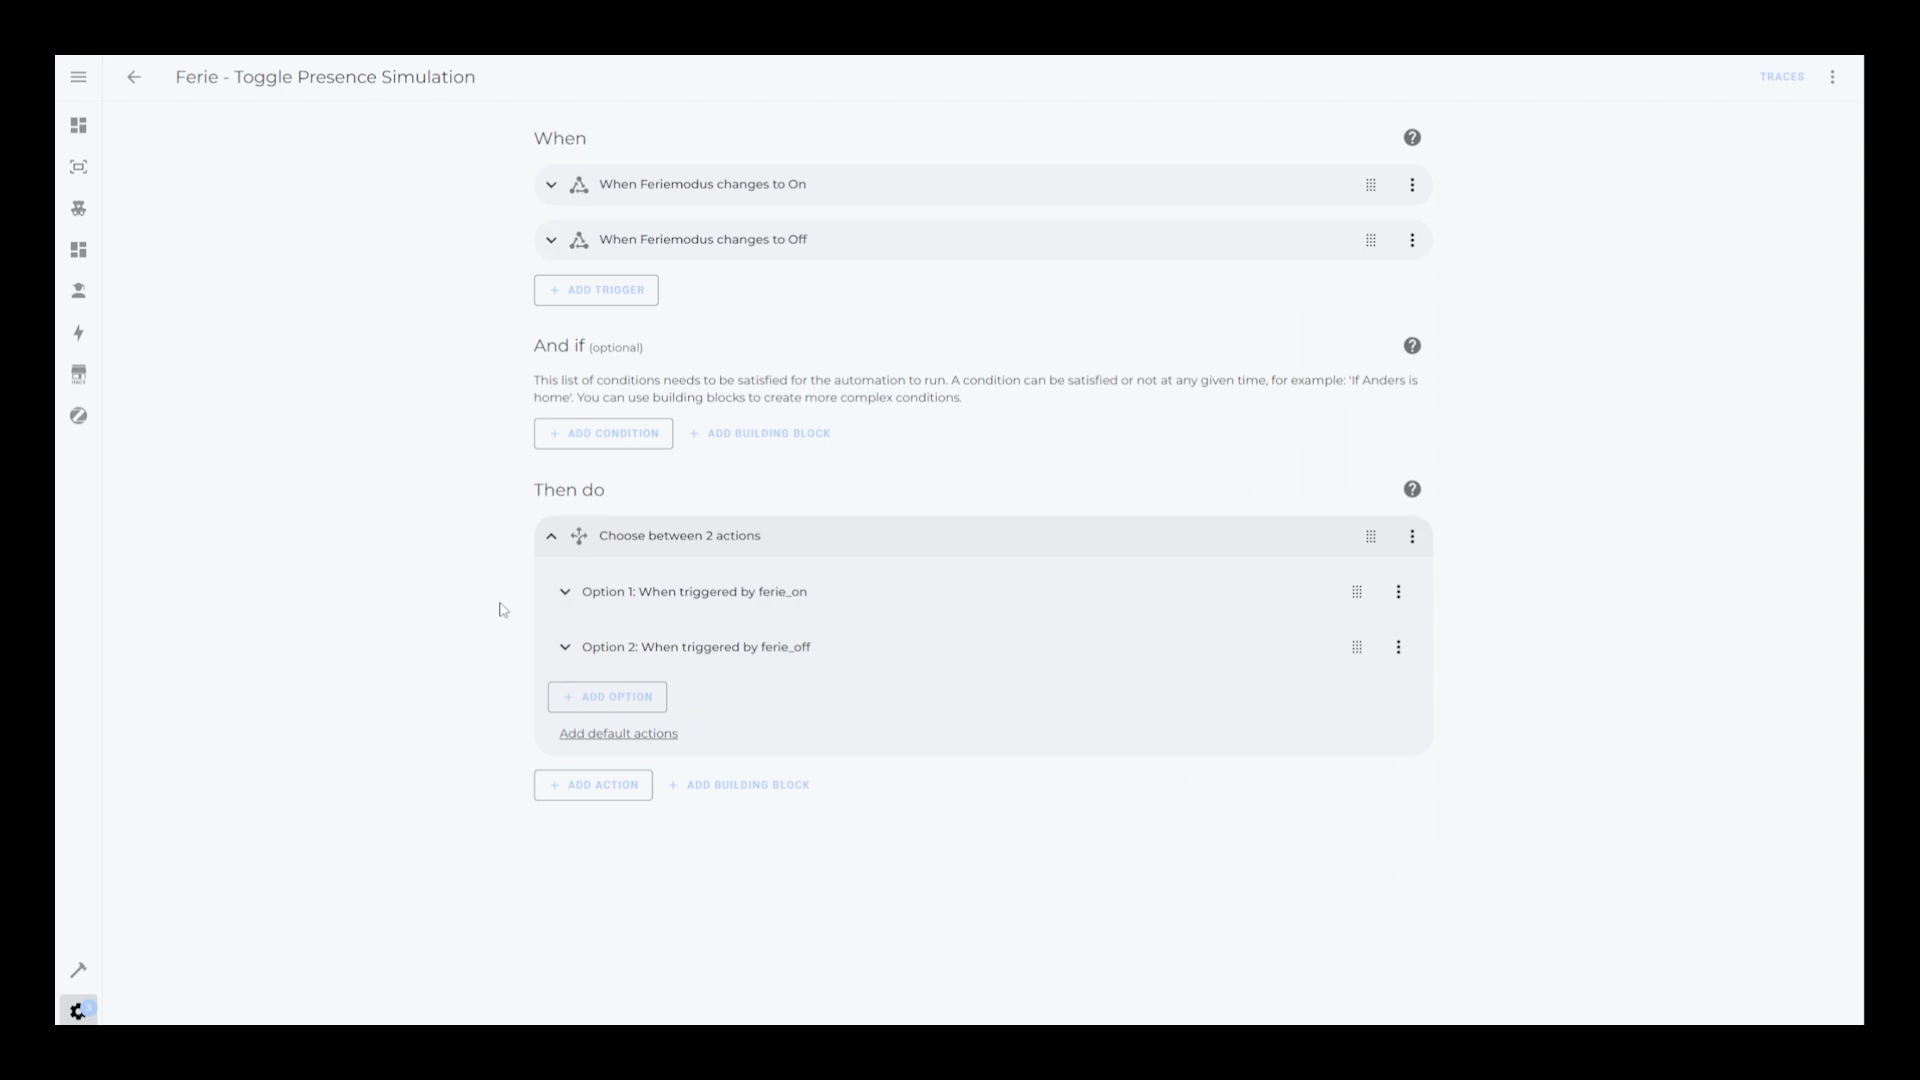 Ferie - Toggle Presence Simulation
TRACES
When
When Feriemodus changes to On
When Feriemodus changes to Off
+ ADD TRIGGER
And if (optional)
This list of conditions needs to be satisfied for the automation to run. A condition can be satisfied or not at any given time, for example: 'If Anders is
home'. You can use building blocks to create more complex conditions.
+ ADD CONDITION
+ ADD BUILDING BLOCK
Then do
Choose between 2 actions
Option 1: When triggered by ferie_on
Option 2: When triggered by ferie_off
+ ADD OPTION
Add default actions
+ ADD ACTION
+ ADD BUILDING BLOCK